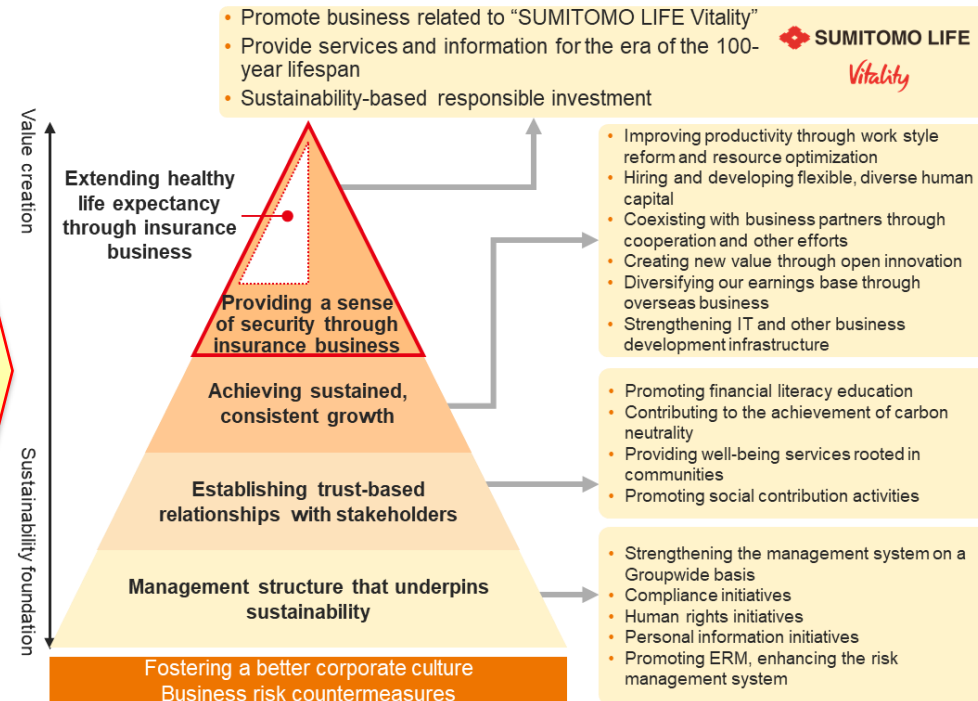 • Promote business related to “SUMITOMO LIFE Vitality”
• Provide services and information for the era of the 100-
year lifespan
• Sustainability-based responsible investment
SUMITOMO LIFE
Vitality
Value creation
Sustainability foundation
Extending healthy
life expectancy
through insurance
business
Providing a sense
of security through
insurance business
Achieving sustained,
consistent growth
Establishing trust-based
relationships with stakeholders
Management structure that underpins
sustainability
Fostering a better corporate culture
Business risk countermeasures
• Improving productivity through work style
reform and resource optimization
• Hiring and developing flexible, diverse human
capital
• Coexisting with business partners through
cooperation and other efforts
• Creating new value through open innovation
• Diversifying our earnings base through
overseas business
• Strengthening IT and other business
development infrastructure
• Promoting financial literacy education
• Contributing to the achievement of carbon
neutrality
• Providing well-being services rooted in
communities
• Promoting social contribution activities
• Strengthening the management system on a
Groupwide basis
• Compliance initiatives
• Human rights initiatives
• Personal information initiatives
• Promoting ERM, enhancing the risk
management system